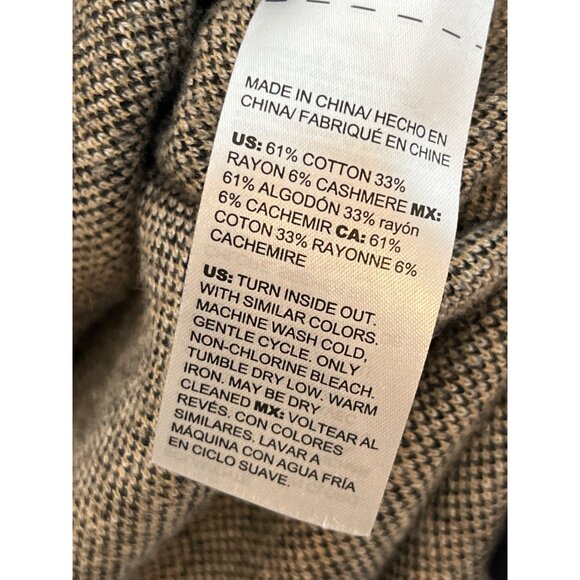 MADE IN CHINA/ HECHO EN
CHINA/ FABRIQUÉ EN CHINE
US: 61% COTTON 33%
RAYON 6% CASHMERE MX:
61% ALGODÓN 33% rayón
6% CACHEMIR CA: 61%
COTON 33% RAYONNE 6%
CACHEMIRE
US: TURN INSIDE OUT.
WITH SIMILAR COLORS.
MACHINE WASH COLD,
GENTLE CYCLE. ONLY
NON-CHLORINE BLEACH.
TUMBLE DRY LOW. WARM
IRON. MAY BE DRY
CLEANED MX: VOLTEAR AL
REVÉS. CON COLORES
SIMILARES. LAVAR A
MÁQUINA CON AGUA FRÍA
EN CICLO SUAVE.